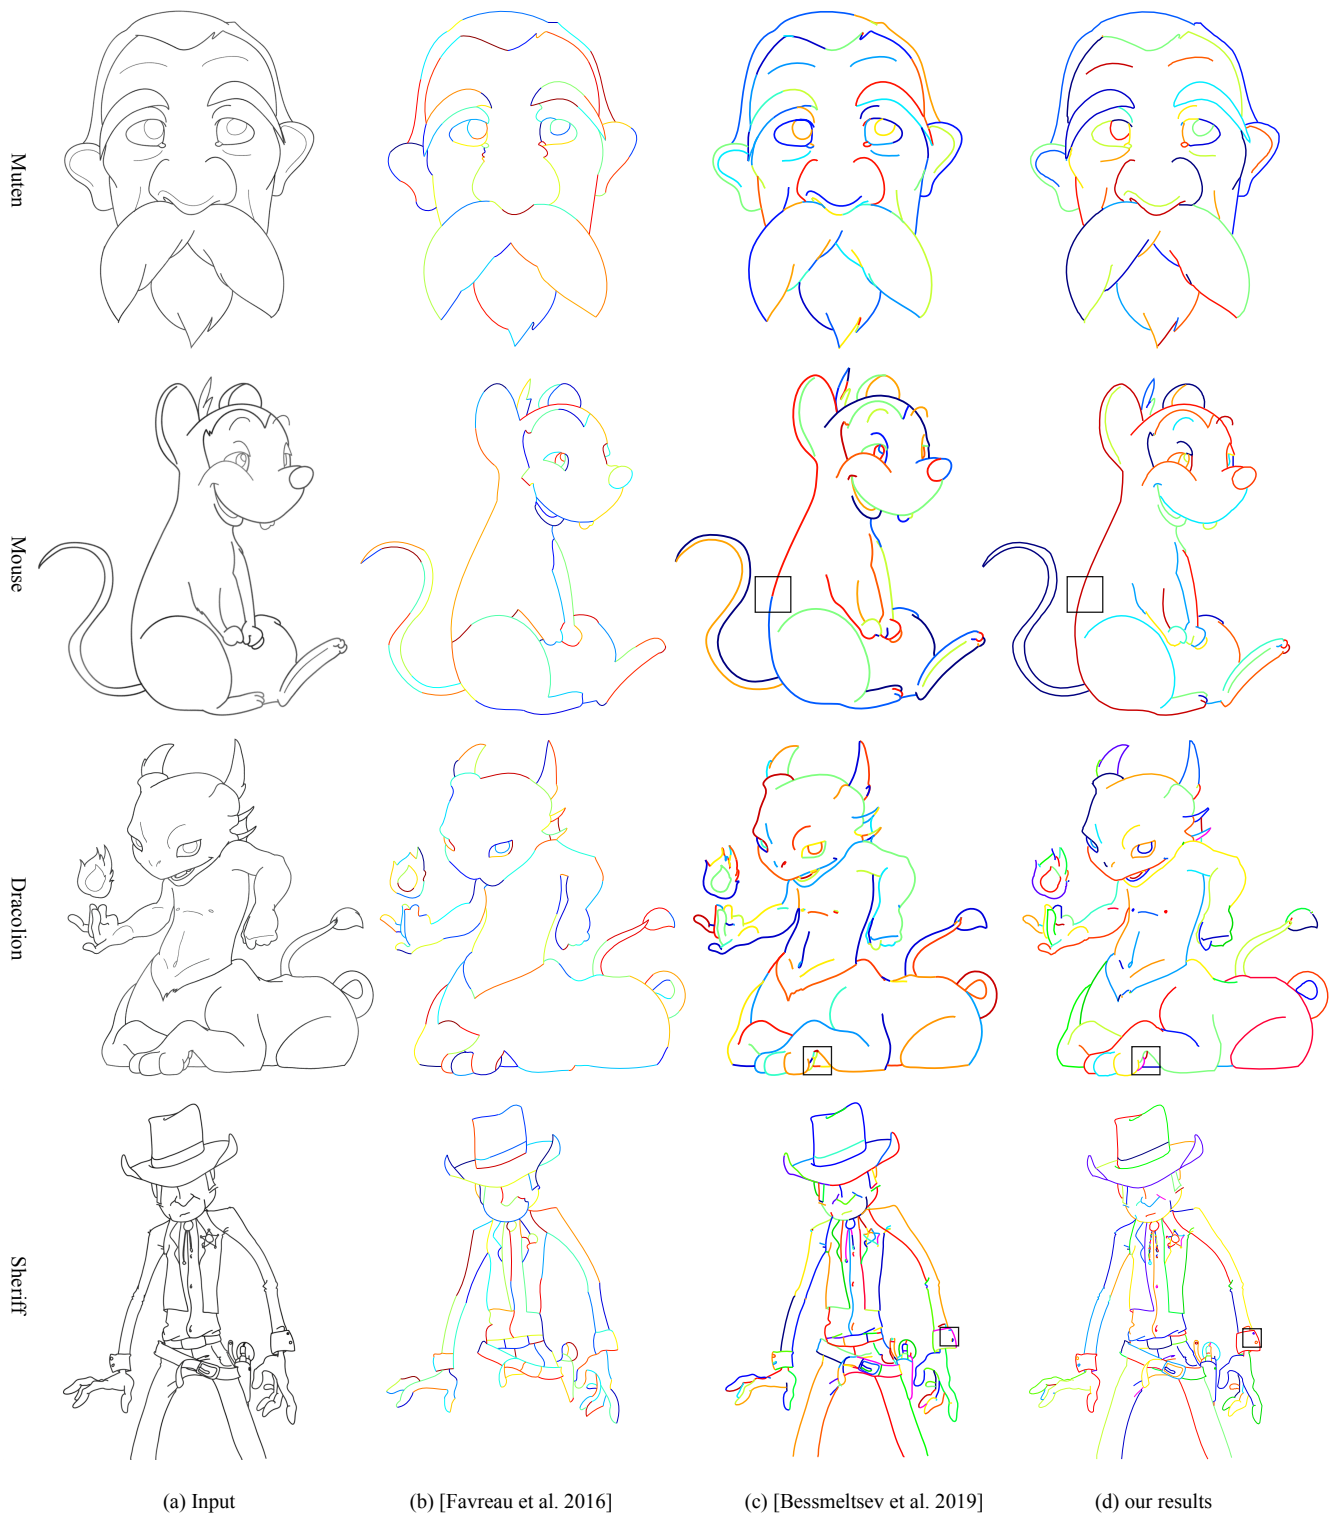 Muten
Mouse
Dracolion
Sheriff
(a) Input
(b) [Favreau et al. 2016]
(c) [Bessmeltsev et al. 2019]
(d) our results